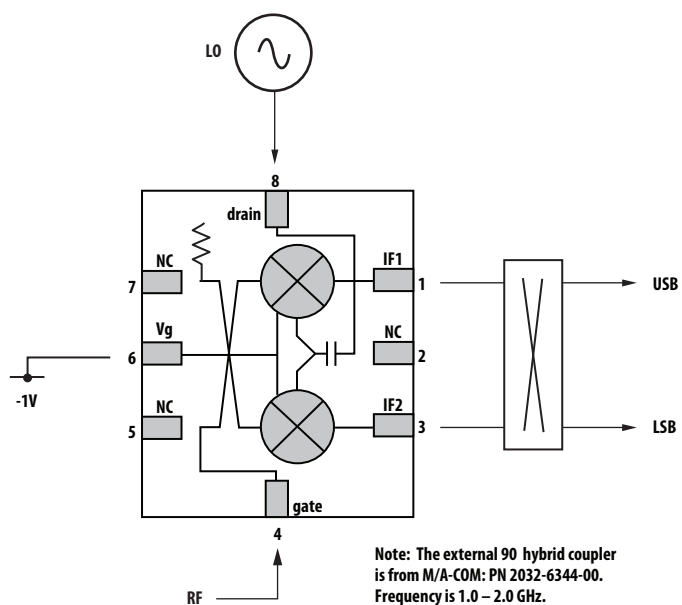 LO
8
drain
NC
7
IF1
1
USB
Vg
6
NC
2
-1V
NC
5
IF2
3
LSB
gate
4
RF
Note: The external 90 hybrid coupler
is from M/A-COM: PN 2032-6344-00.
Frequency is 1.0 – 2.0 GHz.